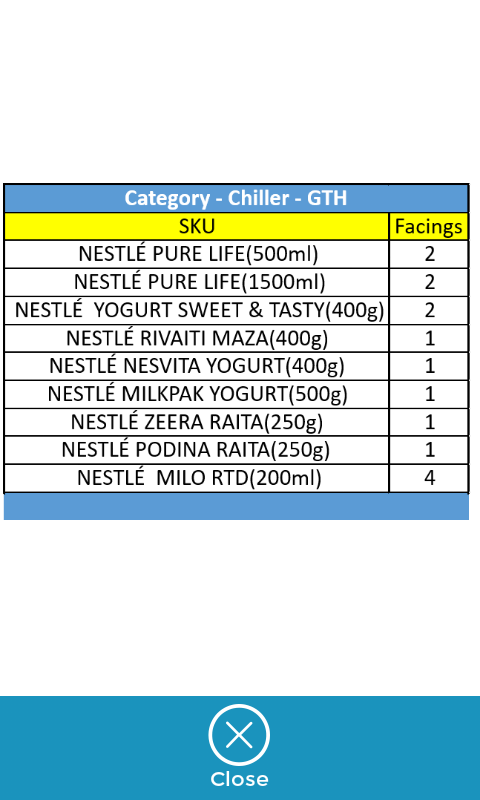 Category - Chiller - GTH
SKU Facings
NESTLÉ PURE LIFE(500ml) 2
NESTLÉ PURE LIFE(1500ml) 2
NESTLÉ  YOGURT SWEET & TASTY(400g) 2
NESTLÉ RIVAITI MAZA(400g) 1
NESTLÉ NESVITA YOGURT(400g) 1
NESTLÉ MILKPAK YOGURT(500g) 1
NESTLÉ ZEERA RAITA(250g) 1
NESTLÉ PODINA RAITA(250g) 1
NESTLÉ  MILO RTD(200ml) 4
Close